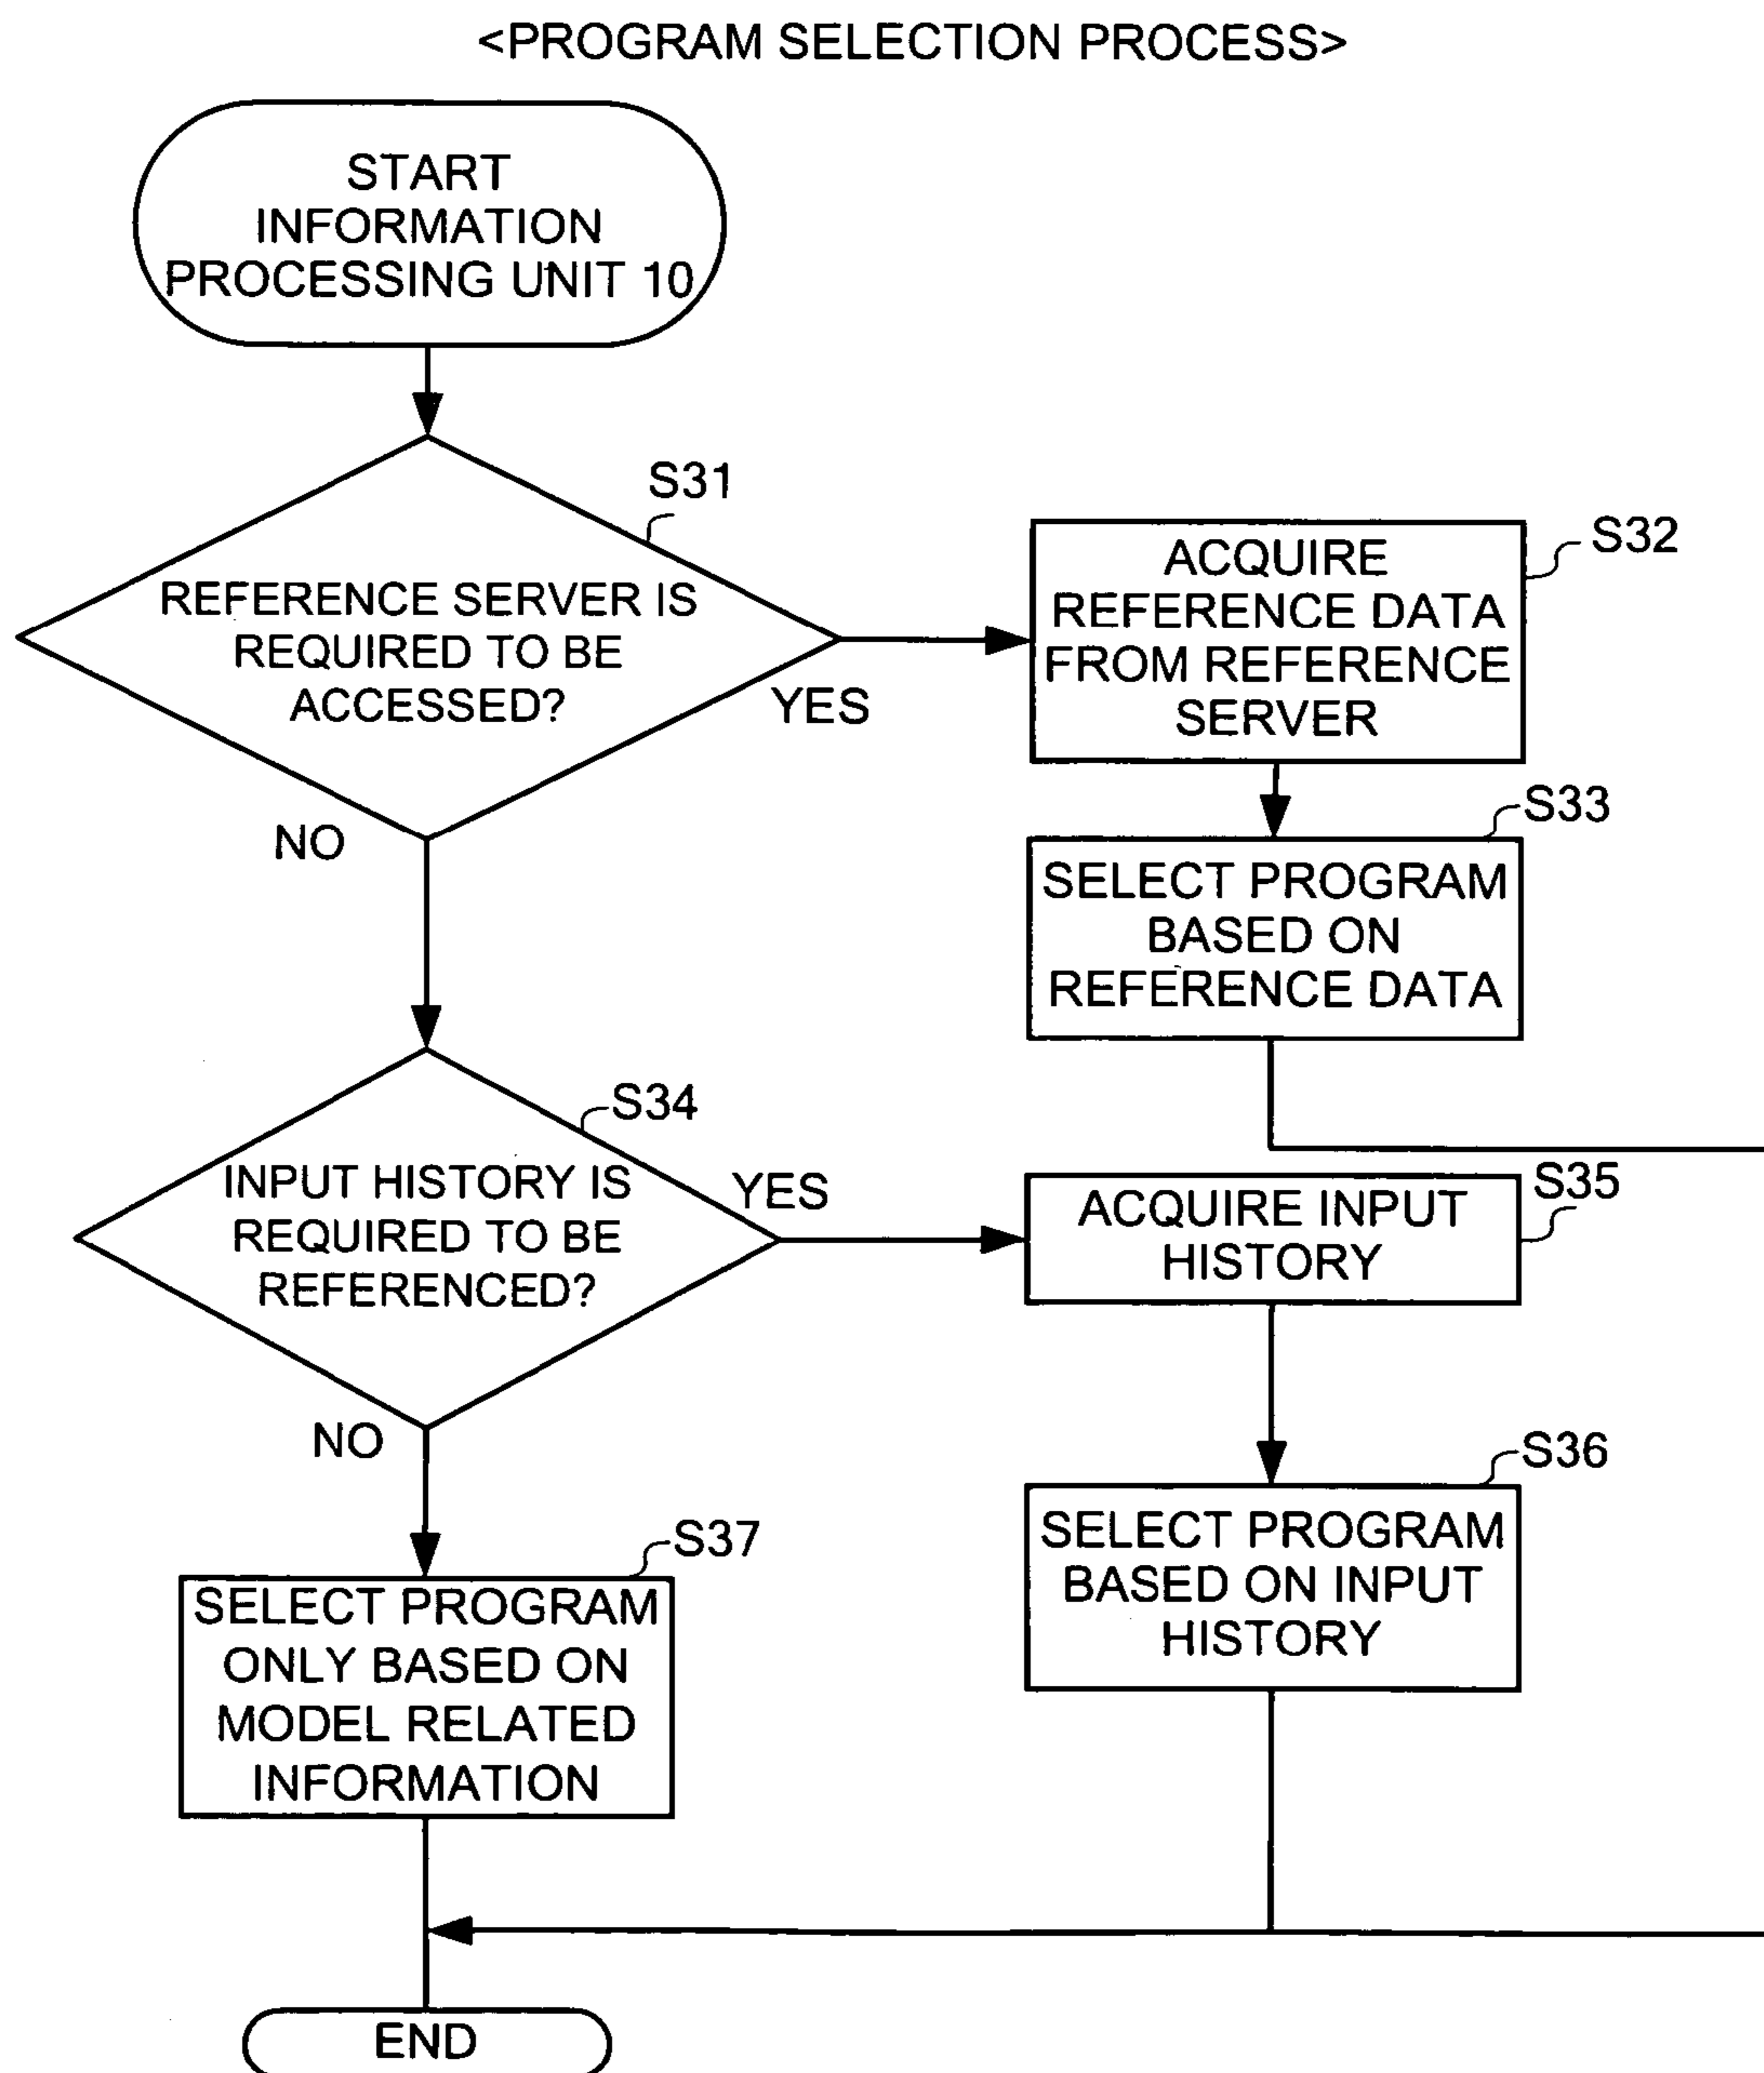 <PROGRAM SELECTION PROCESS>
START
INFORMATION
PROCESSING UNIT 10
S31
REFERENCE SERVER IS
REQUIRED TO BE
ACCESSED?
YES
NO
S32
ACQUIRE
REFERENCE DATA
FROM REFERENCE
SERVER
S33
SELECT PROGRAM
BASED ON
REFERENCE DATA
S34
INPUT HISTORY IS
REQUIRED TO BE
REFERENCED?
YES
NO
S35
ACQUIRE INPUT
HISTORY
S36
SELECT PROGRAM
BASED ON INPUT
HISTORY
S37
SELECT PROGRAM
ONLY BASED ON
MODEL RELATED
INFORMATION
END